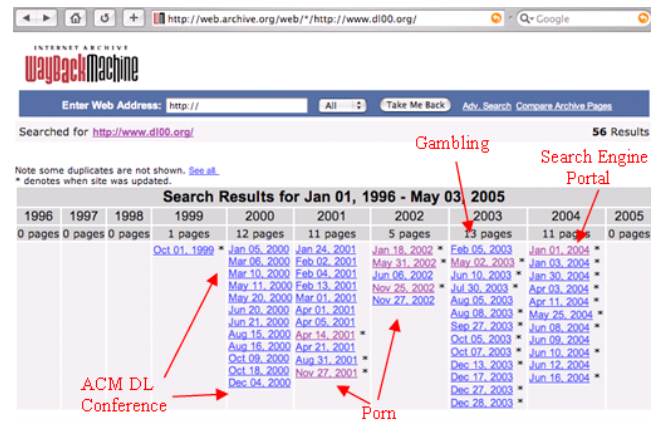 http://web.archive.org/web/*/http://www.dl00.org/
Q- Google
INTERNET ARCHIVE
WayBackMachine
Enter Web Address: http:// All Take Me Back Adv. Search Compare Archive Pages
Searched for http://www.dl00.org/ 56 Results
Gambling
Search Engine
Portal
Note some duplicates are not shown. See all.
* denotes when site was updated.
Search Results for Jan 01, 1996 - May 03, 2005
1996 1997 1998 1999 2000 2001 2002 2003 2004 2005
0 pages 0 pages 0 pages 1 pages 12 pages 11 pages 5 pages 13 pages 11 pages 0 pages
Oct 01, 1999 * Jan 05, 2000 Jan 24, 2001 Jan 18, 2002 * Feb 05, 2003 Jan 01, 2004 *
Mar 06, 2000 Feb 02, 2001 May 31, 2002 * May 02, 2003 * Jan 03, 2004 *
Mar 10, 2000 Feb 04, 2001 Jun 06, 2002 Jun 10, 2003 * Jan 30, 2004 *
May 11, 2000 Feb 13, 2001 Nov 25, 2002 * Jul 30, 2003 * Apr 03, 2004 *
May 20, 2000 Mar 01, 2001 Nov 27, 2002 Aug 05, 2003 Apr 11, 2004 *
Jun 20, 2000 Apr 01, 2001 Aug 08, 2003 * May 25, 2004 *
Jun 21, 2000 Apr 05, 2001 Sep 27, 2003 * Jun 08, 2004 *
Aug 15, 2000 Apr 14, 2001 * Oct 05, 2003 * Jun 09, 2004
Aug 16, 2000 Apr 21, 2001 Oct 07, 2003 * Jun 10, 2004 *
Oct 09, 2000 Aug 31, 2001 * Dec 13, 2003 * Jun 12, 2004
Oct 18, 2000 Nov 27, 2001 * Dec 17, 2003 Jun 16, 2004 *
Dec 04, 2000 Dec 27, 2003 *
Dec 28, 2003 *
ACM DL
Conference
Porn